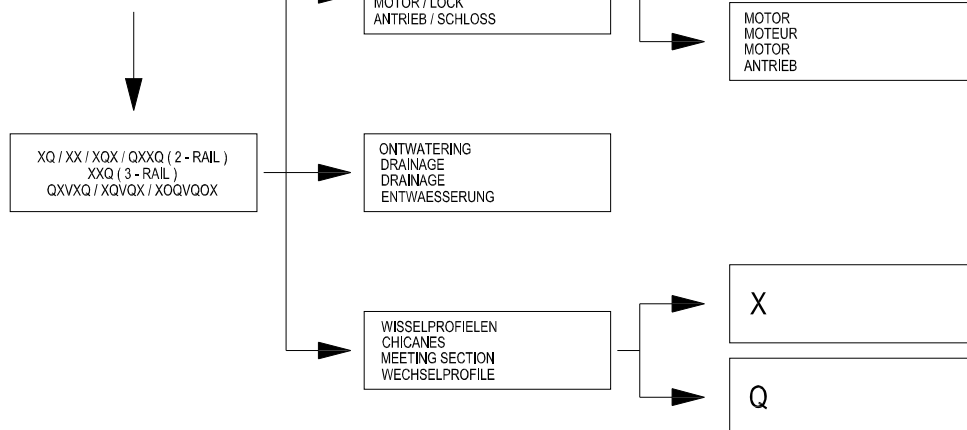 MOTOR / LOCK
ANTRIEB / SCHLOSS
MOTOR
MOTEUR
MOTOR
ANTRIEB
XQ / XX / XQX / QXXQ ( 2 - RAIL )
XXQ ( 3 - RAIL )
QXVXQ / XQVQX / XOQVQOX
ONTWATERING
DRAINAGE
DRAINAGE
ENTWAESSERUNG
WISSELPROFIELEN
CHICANES
MEETING SECTION
WECHSELPROFILE
X
Q